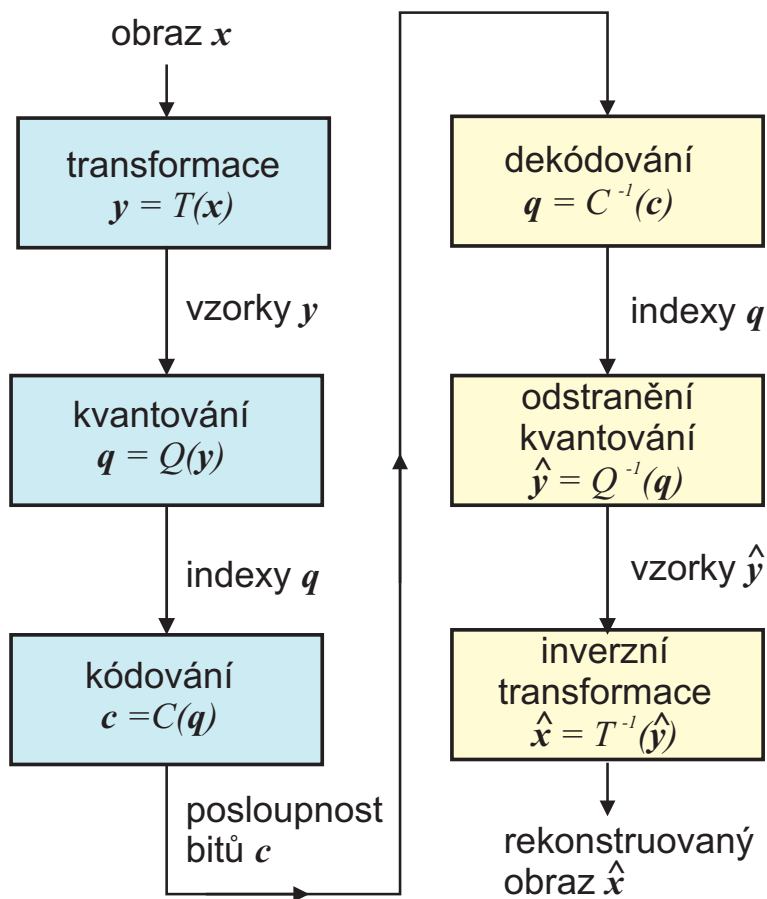 obraz x
transformace
y = T(x)
vzorky y
kvantování
q = Q(y)
indexy q
kódování
c =C(q)
posloupnost
bitů c
dekódování
q = C⁻¹(c)
indexy q
odstranění
kvantování
ŷ = Q⁻¹(q)
vzorky ŷ
inverzní
transformace
x̂ = T⁻¹(ŷ)
rekonstruovaný
obraz x̂